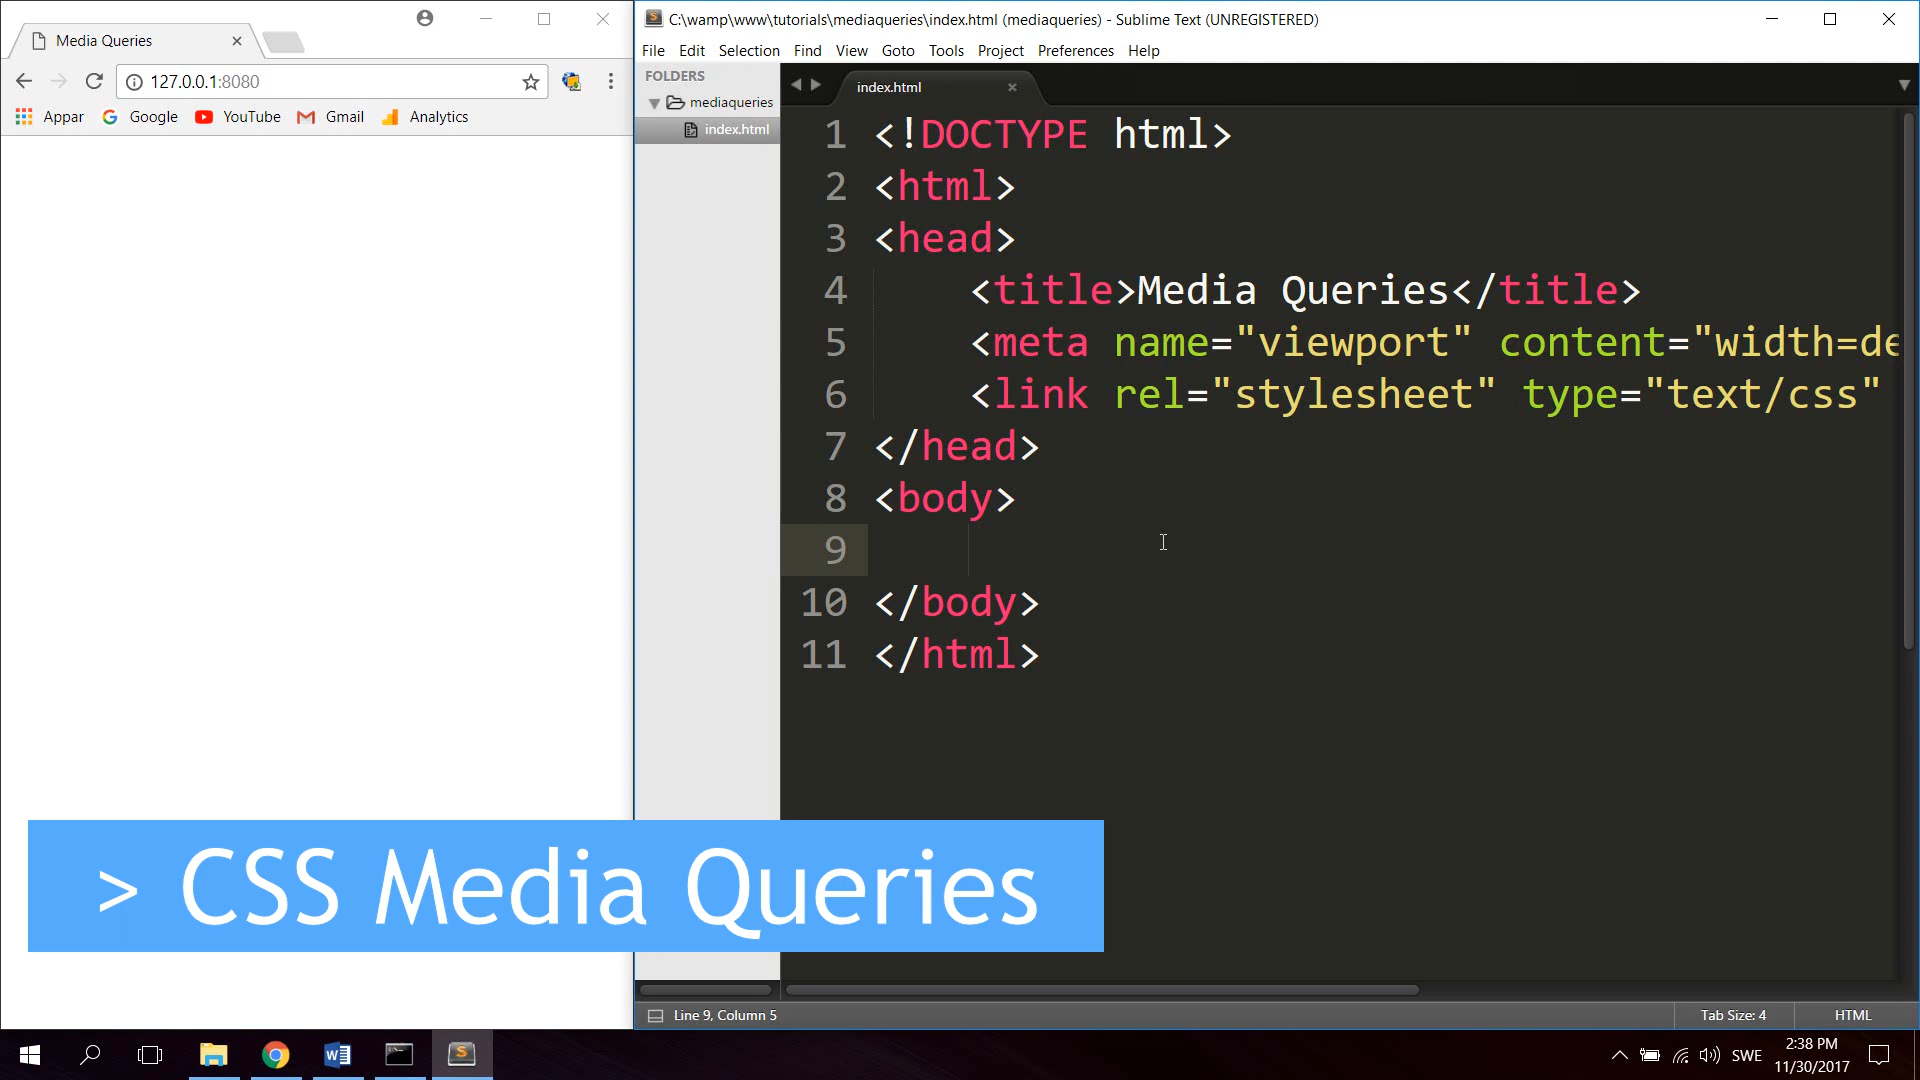 Media Queries
127.0.0.1:8080
Appar Google YouTube Gmail Analytics
C:\wamp\www\tutorials\mediaqueries\index.html (mediaqueries) - Sublime Text (UNREGISTERED)
File Edit Selection Find View Goto Tools Project Preferences Help
FOLDERS
mediaqueries
index.html
index.html
1 <!DOCTYPE html>
2 <html>
3 <head>
4 <title>Media Queries</title>
5 <meta name="viewport" content="width=de
6 <link rel="stylesheet" type="text/css"
7 </head>
8 <body>
9
10 </body>
11 </html>
> CSS Media Queries
Line 9, Column 5
Tab Size: 4
HTML
SWE
2:38 PM
11/30/2017